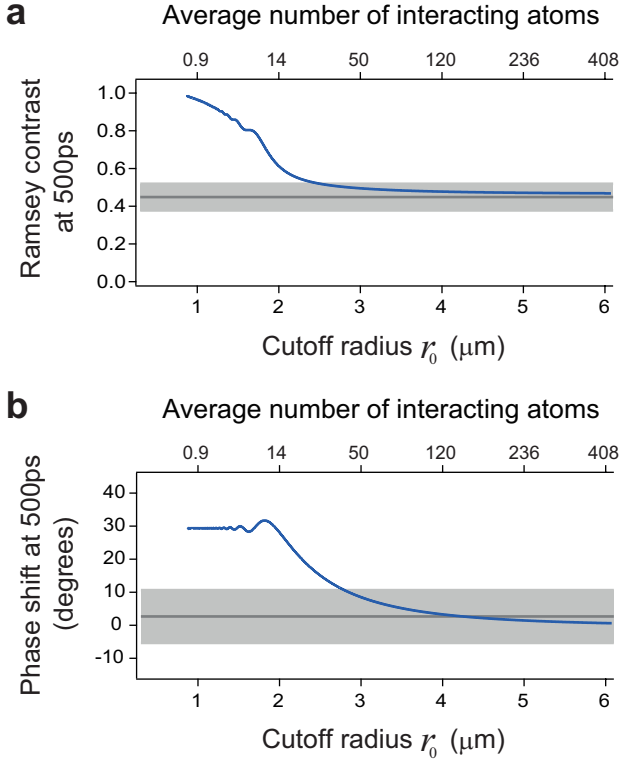 a
Average number of interacting atoms
0.9 14 50 120 236 408
Ramsey contrast
at 500ps
1.0
0.8
0.6
0.4
0.2
0.0
1 2 3 4 5 6
Cutoff radius r₀ (μm)
b
Average number of interacting atoms
0.9 14 50 120 236 408
Phase shift at 500ps
(degrees)
40
30
20
10
0
-10
1 2 3 4 5 6
Cutoff radius r₀ (μm)